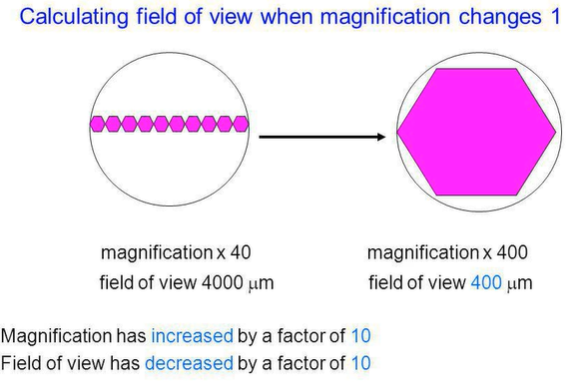 Calculating field of view when magnification changes 1
magnification x 40
field of view 4000 μm
magnification x 400
field of view 400 μm
Magnification has increased by a factor of 10
Field of view has decreased by a factor of 10